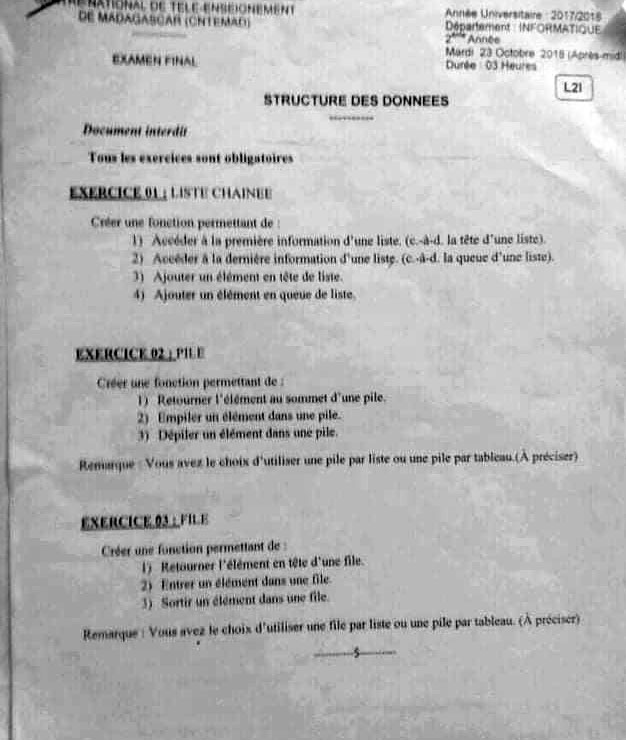 NATIONAL DE TELE-ENSEIGNEMENT
DE MADAGASCAR (CNTEMAD)
Année Universitaire : 2017/2018
Département : INFORMATIQUE
2ème Année
Mardi 23 Octobre 2018 (Après-midi)
Durée : 03 Heures
EXAMEN FINAL
L2I
STRUCTURE DES DONNEES
Document interdit
Tous les exercices sont obligatoires
EXERCICE 01 : LISTE CHAINEE
Créer une fonction permettant de :
1) Accéder à la première information d'une liste. (c.-à-d. la tête d'une liste).
2) Accéder à la dernière information d'une liste. (c.-à-d. la queue d'une liste).
3) Ajouter un élément en tête de liste.
4) Ajouter un élément en queue de liste.
EXERCICE 02 : PILE
Créer une fonction permettant de :
1) Retourner l'élément au sommet d'une pile.
2) Empiler un élément dans une pile.
3) Dépiler un élément dans une pile.
Remarque : Vous avez le choix d'utiliser une pile par liste ou une pile par tableau.(À préciser)
EXERCICE 03 : FILE
Créer une fonction permettant de :
1) Retourner l'élément en tête d'une file.
2) Entrer un élément dans une file.
3) Sortir un élément dans une file.
Remarque : Vous avez le choix d'utiliser une file par liste ou une pile par tableau. (À préciser)
----------§----------